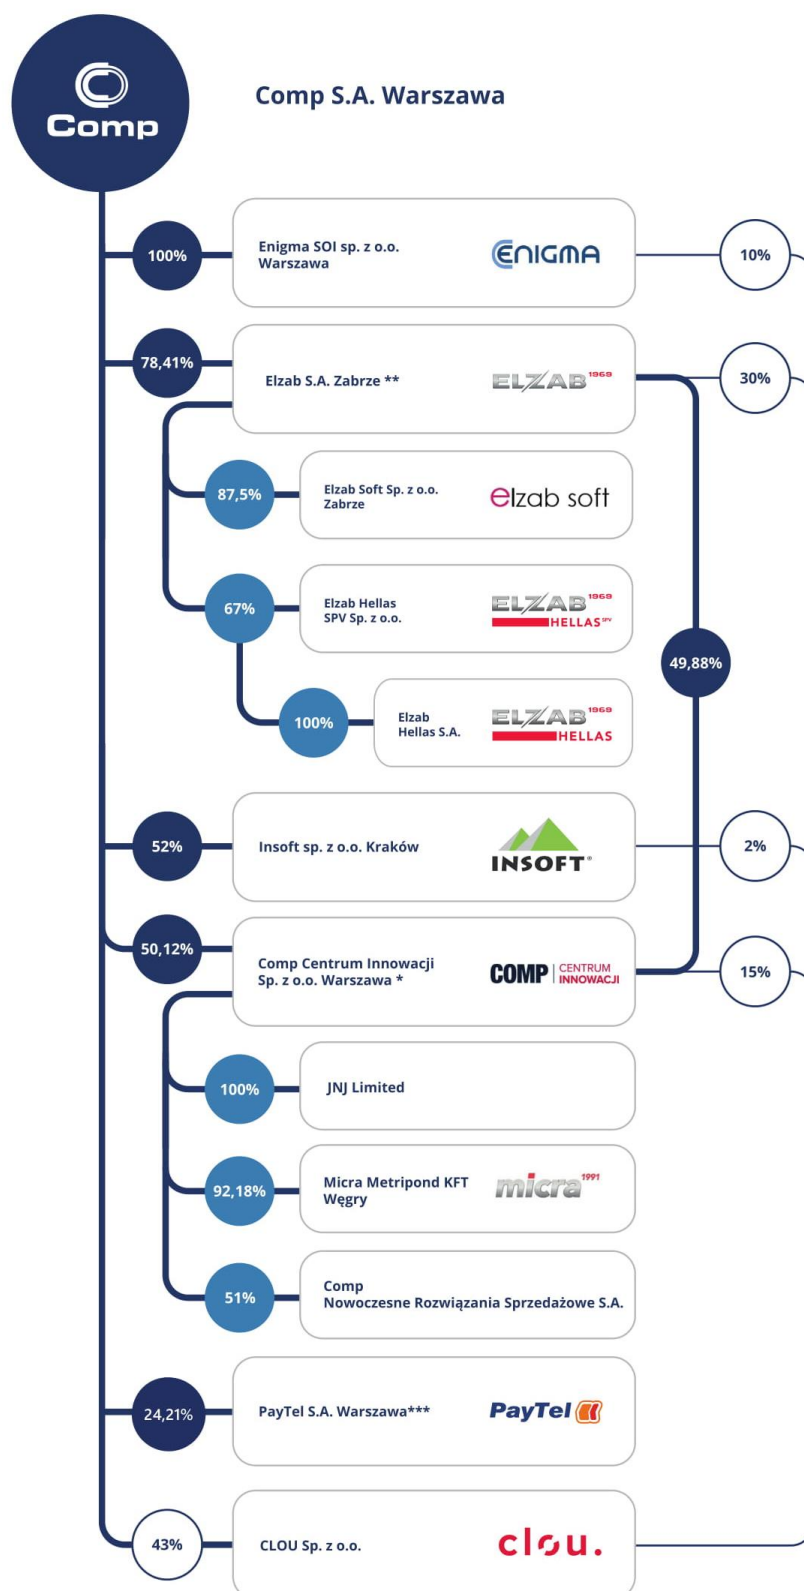 Comp
Comp S.A. Warszawa
100%
Enigma SOI sp. z o.o.
Warszawa
ENIGMA
10%
78,41%
Elzab S.A. Zabrze **
ELZAB 1969
30%
87,5%
Elzab Soft Sp. z o.o.
Zabrze
elzab soft
67%
Elzab Hellas
SPV Sp. z o.o.
ELZAB 1969
HELLAS SPV
49,88%
100%
Elzab
Hellas S.A.
ELZAB 1969
HELLAS
52%
Insoft sp. z o.o. Kraków
INSOFT®
2%
50,12%
Comp Centrum Innowacji
Sp. z o.o. Warszawa *
COMP CENTRUM
INNOWACJI
15%
100%
JNJ Limited
92,18%
Micra Metripond KFT
Węgry
micra 1991
51%
Comp
Nowoczesne Rozwiązania Sprzedażowe S.A.
24,21%
PayTel S.A. Warszawa***
PayTel
43%
CLOU Sp. z o.o.
clou.